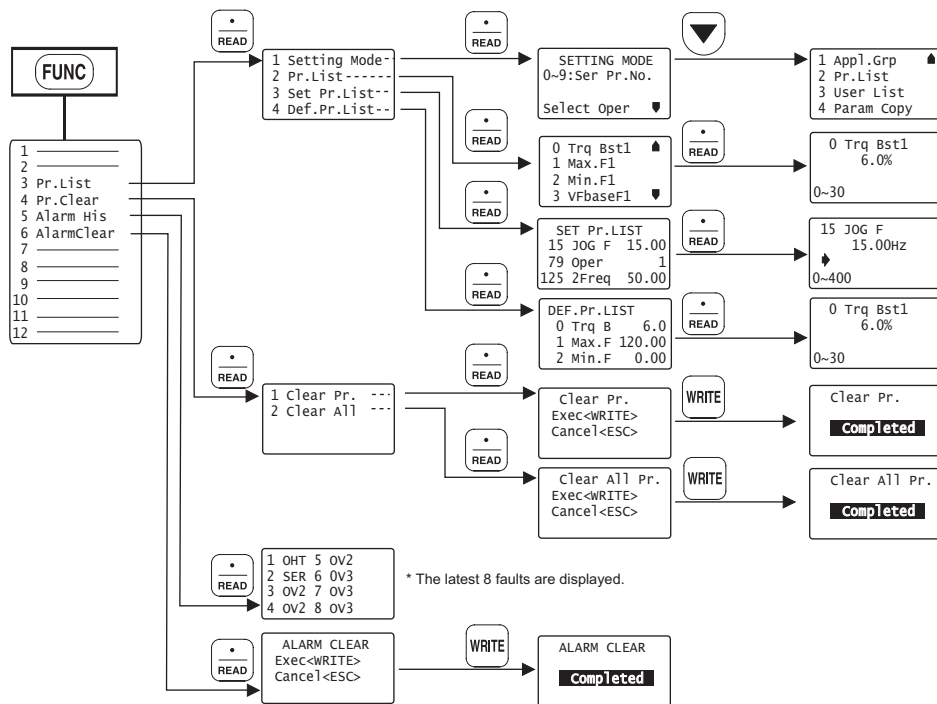 FUNC
1
2
3 Pr.List
4 Pr.Clear
5 Alarm His
6 AlarmClear
7
8
9
10
11
12
READ
1 Setting Mode--
2 Pr.List------
3 Set Pr.List--
4 Def.Pr.List--
READ
SETTING MODE
0~9:Ser Pr.No.
Select Oper
1 Appl.Grp
2 Pr.List
3 User List
4 Param Copy
READ
0 Trq Bst1
1 Max.F1
2 Min.F1
3 VFbaseF1
READ
0 Trq Bst1
6.0%
0~30
READ
SET Pr.LIST
15 JOG F 15.00
79 Oper 1
125 2Freq 50.00
READ
15 JOG F
15.00Hz
0~400
READ
DEF.Pr.LIST
0 Trq B 6.0
1 Max.F 120.00
2 Min.F 0.00
READ
0 Trq Bst1
6.0%
0~30
READ
1 Clear Pr. ---
2 Clear All ---
READ
Clear Pr.
Exec<WRITE>
Cancel<ESC>
WRITE
Clear Pr.
Completed
READ
Clear All Pr.
Exec<WRITE>
Cancel<ESC>
WRITE
Clear All Pr.
Completed
READ
1 OHT 5 OV2
2 SER 6 OV3
3 OV2 7 OV3
4 OV2 8 OV3
* The latest 8 faults are displayed.
READ
ALARM CLEAR
Exec<WRITE>
Cancel<ESC>
WRITE
ALARM CLEAR
Completed